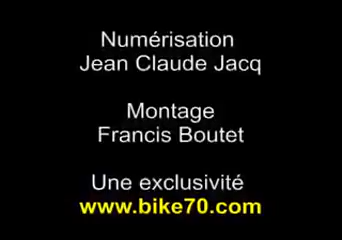 Numérisation
Jean Claude Jacq
Montage
Francis Boutet
Une exclusivité
www.bike70.com